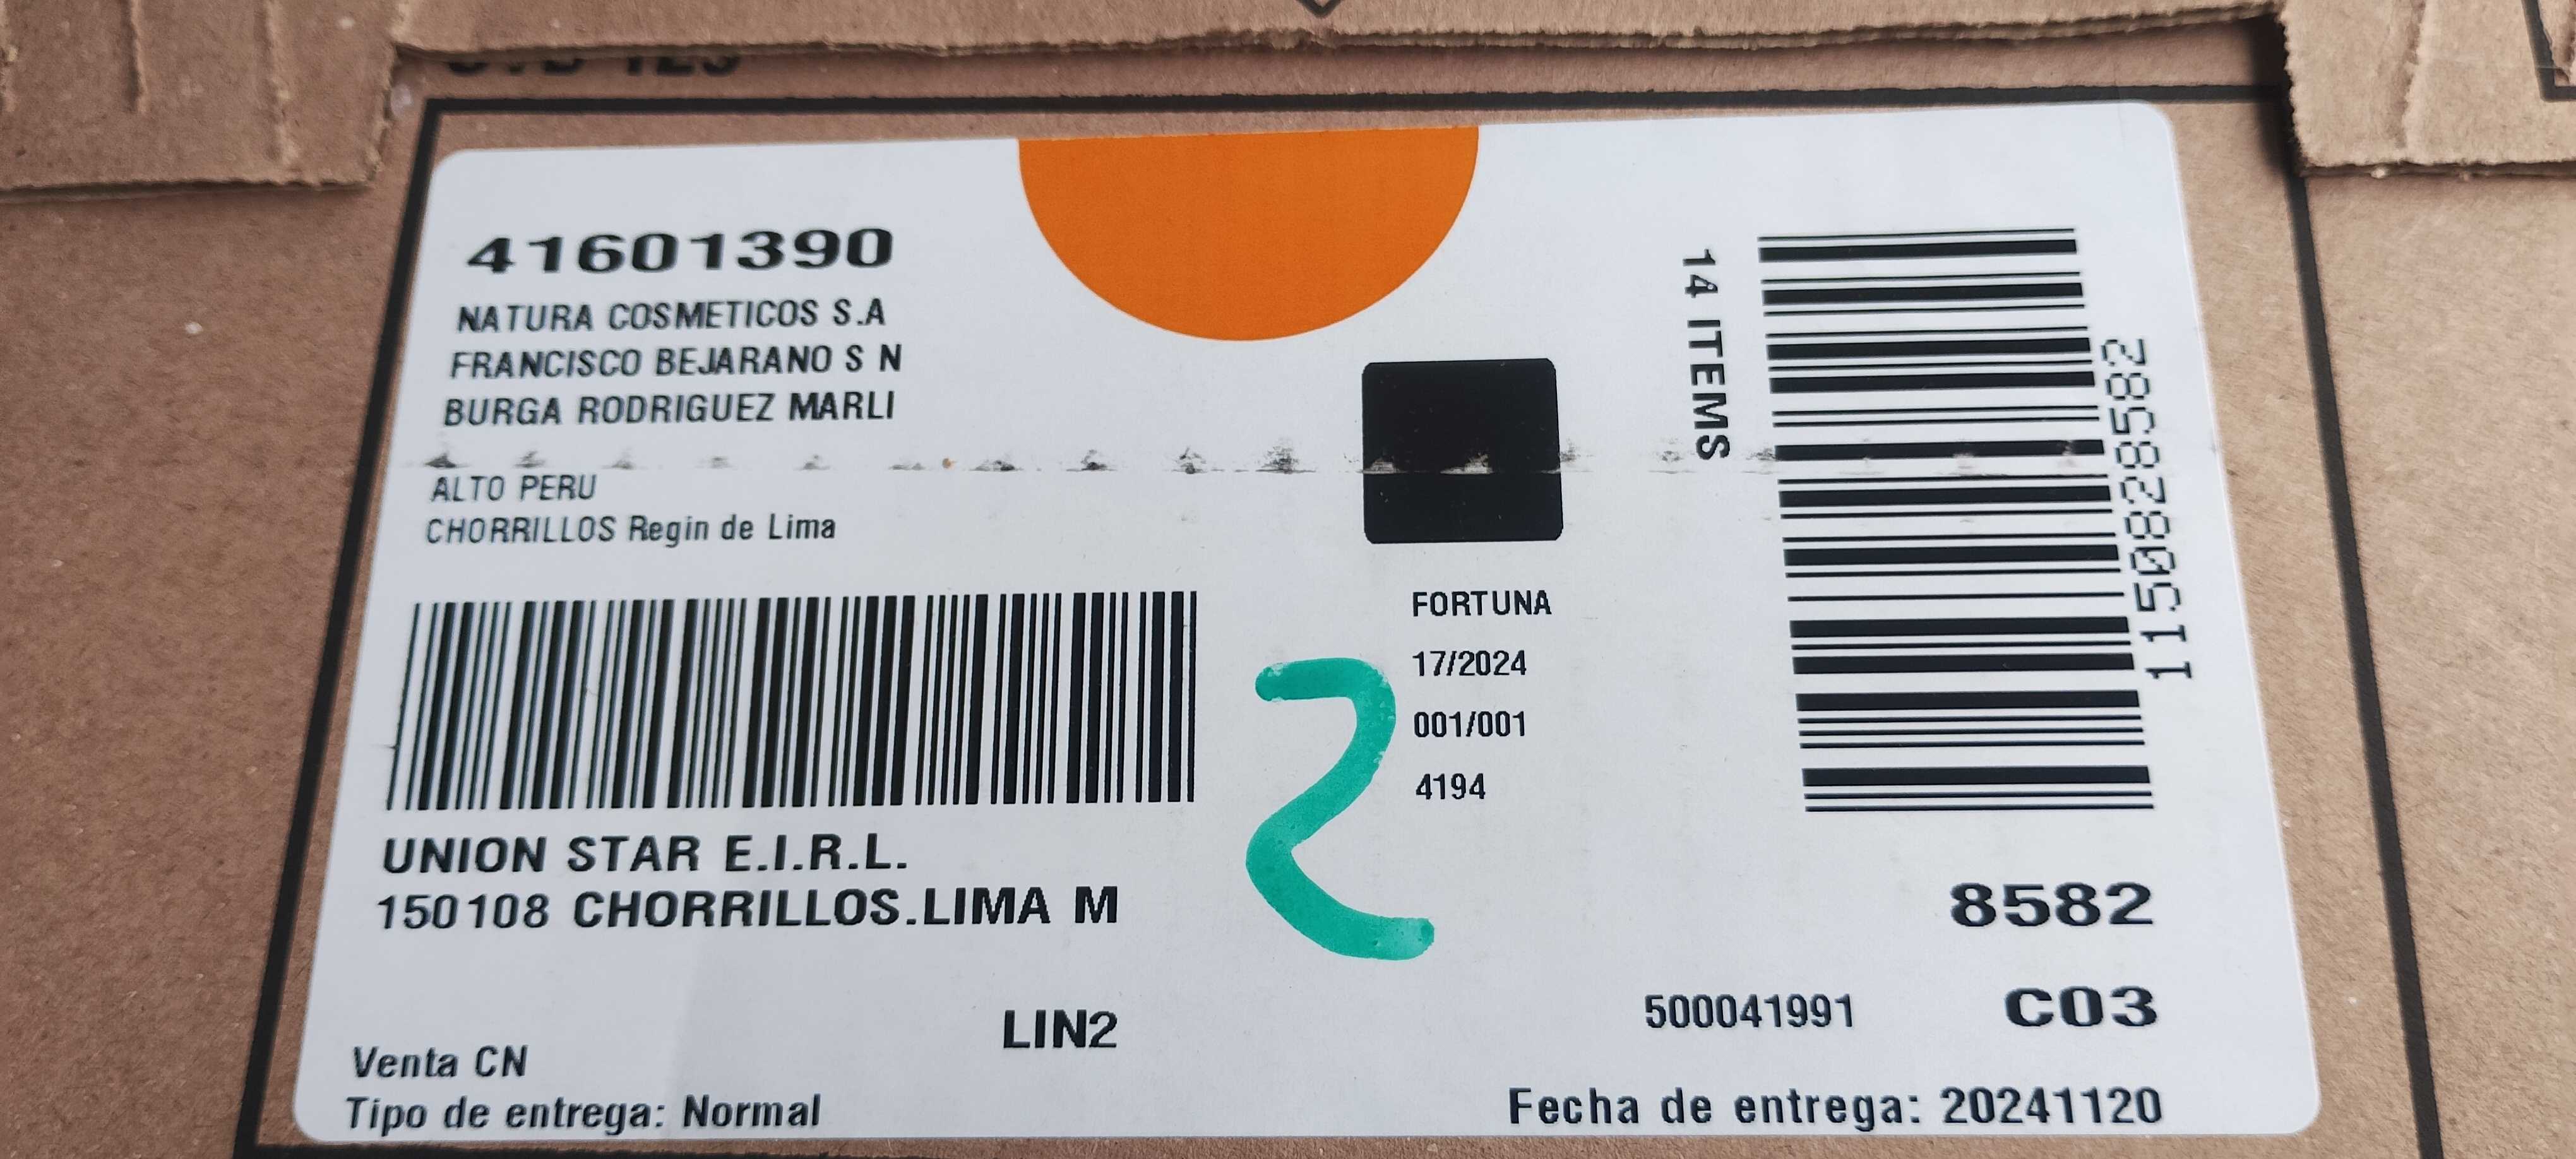 41601390
NATURA COSMETICOS S.A
FRANCISCO BEJARANO S N
BURGA RODRIGUEZ MARLI
ALTO PERU
CHORRILLOS Regin de Lima
UNION STAR E.I.R.L.
150108 CHORRILLOS.LIMA M
LIN2
Venta CN
Tipo de entrega: Normal
2
FORTUNA
17/2024
001/001
4194
14 ITEMS
1150828582
8582
500041991 C03
Fecha de entrega: 20241120